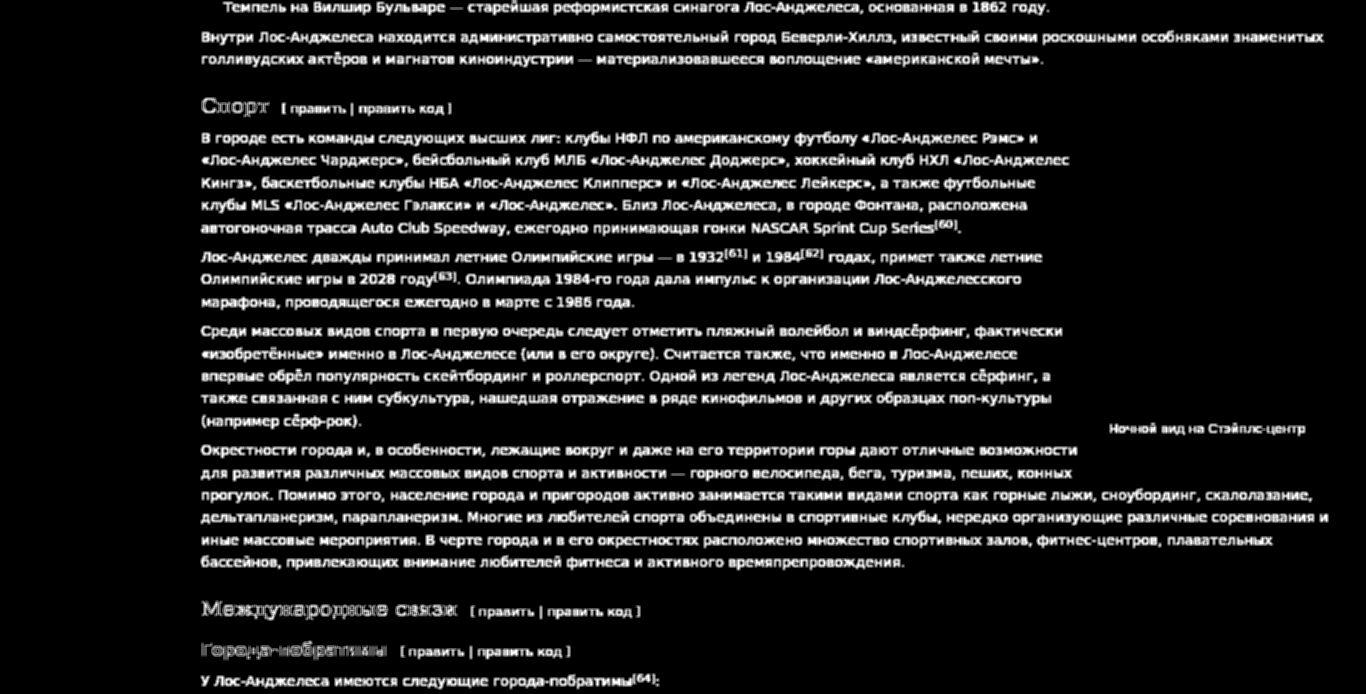 Темпель на Вилшир Бульваре — старейшая реформистская синагога Лос-Анджелеса, основанная в 1862 году.
Внутри Лос-Анджелеса находится административно самостоятельный город Беверли-Хиллз, известный своими роскошными особняками знаменитых
голливудских актёров и магнатов киноиндустрии — материализовавшееся воплощение «американской мечты».
Спорт [ править | править код ]
В городе есть команды следующих высших лиг: клубы НФЛ по американскому футболу «Лос-Анджелес Рэмс» и
«Лос-Анджелес Чарджерс», бейсбольный клуб МЛБ «Лос-Анджелес Доджерс», хоккейный клуб НХЛ «Лос-Анджелес
Кингз», баскетбольные клубы НБА «Лос-Анджелес Клипперс» и «Лос-Анджелес Лейкерс», а также футбольные
клубы MLS «Лос-Анджелес Гэлакси» и «Лос-Анджелес». Близ Лос-Анджелеса, в городе Фонтана, расположена
автогоночная трасса Auto Club Speedway, ежегодно принимающая гонки NASCAR Sprint Cup Series[60].
Лос-Анджелес дважды принимал летние Олимпийские игры — в 1932[61] и 1984[62] годах, примет также летние
Олимпийские игры в 2028 году[63]. Олимпиада 1984-го года дала импульс к организации Лос-Анджелесского
марафона, проводящегося ежегодно в марте с 1986 года.
Среди массовых видов спорта в первую очередь следует отметить пляжный волейбол и виндсёрфинг, фактически
«изобретённые» именно в Лос-Анджелесе (или в его округе). Считается также, что именно в Лос-Анджелесе
впервые обрёл популярность скейтбординг и роллерспорт. Одной из легенд Лос-Анджелеса является сёрфинг, а
также связанная с ним субкультура, нашедшая отражение в ряде кинофильмов и других образцах поп-культуры
(например сёрф-рок).
Ночной вид на Стэйплс-центр
Окрестности города и, в особенности, лежащие вокруг и даже на его территории горы дают отличные возможности
для развития различных массовых видов спорта и активности — горного велосипеда, бега, туризма, пеших, конных
прогулок. Помимо этого, население города и пригородов активно занимается такими видами спорта как горные лыжи, сноубординг, скалолазание,
дельтапланеризм, парапланеризм. Многие из любителей спорта объединены в спортивные клубы, нередко организующие различные соревнования и
иные массовые мероприятия. В черте города и в его окрестностях расположено множество спортивных залов, фитнес-центров, плавательных
бассейнов, привлекающих внимание любителей фитнеса и активного времяпрепровождения.
Международные связи [ править | править код ]
Города-побратимы [ править | править код ]
У Лос-Анджелеса имеются следующие города-побратимы[64]: